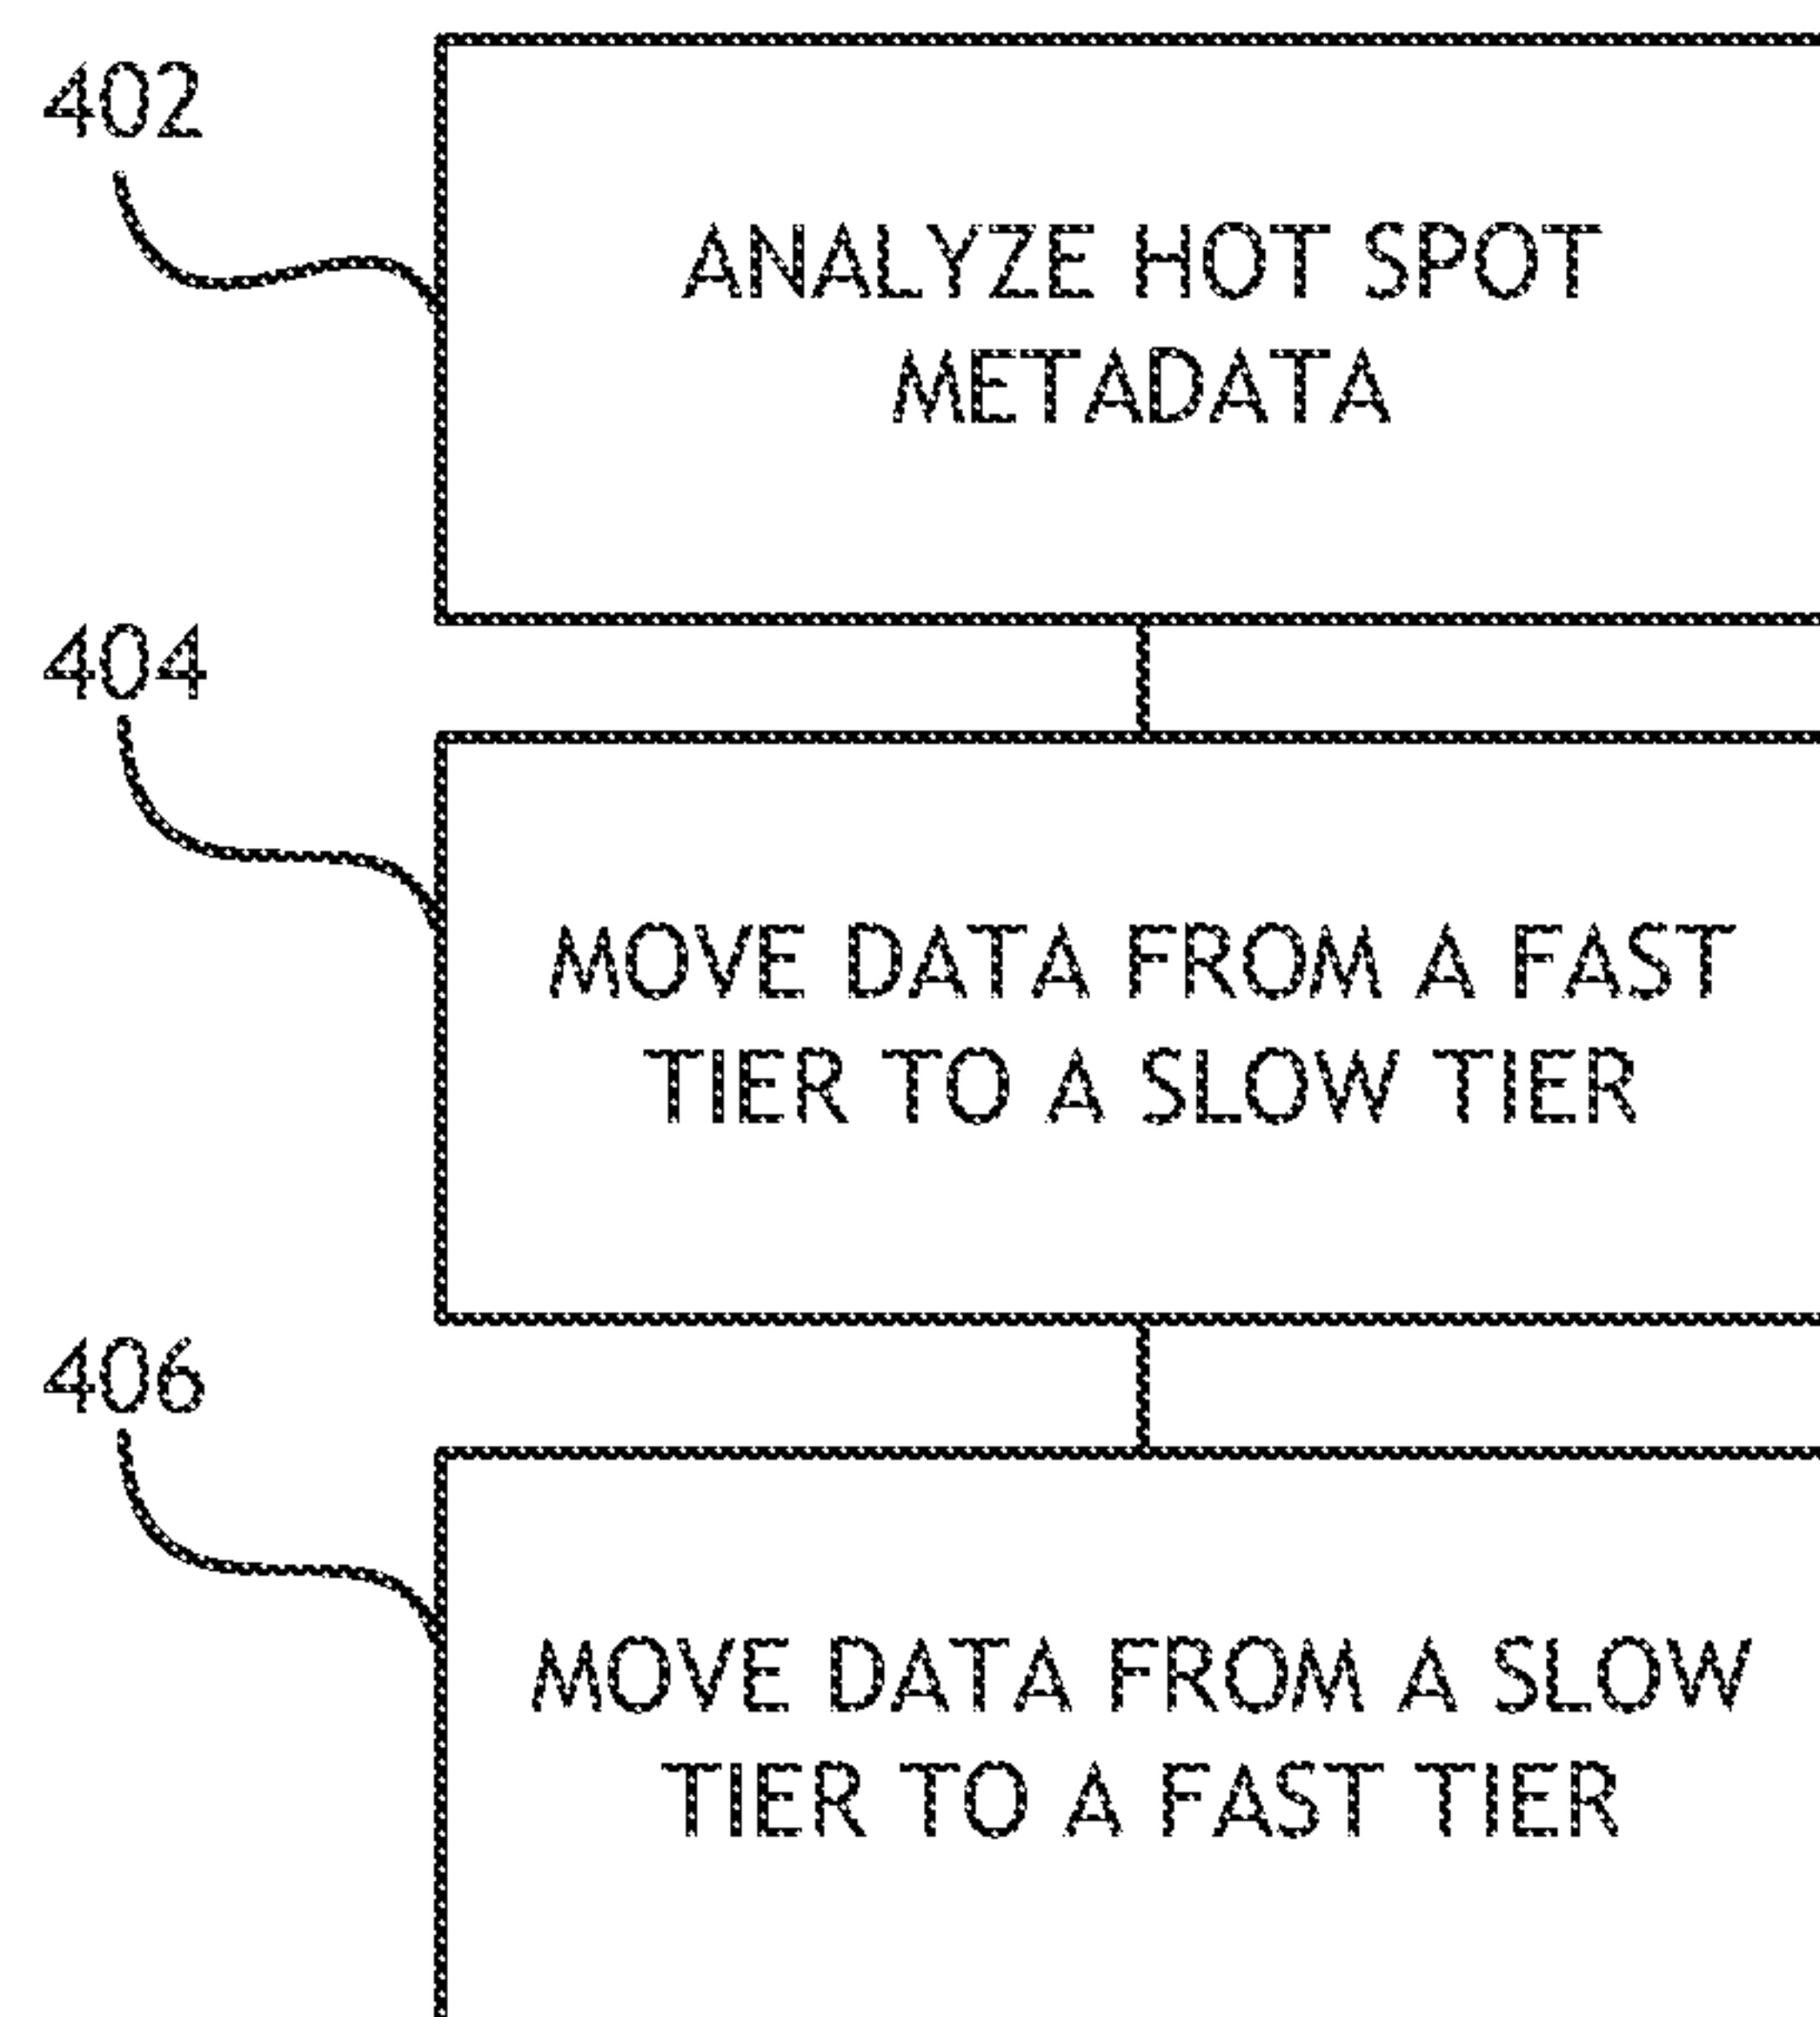 402
ANALYZE HOT SPOT
METADATA
404
MOVE DATA FROM A FAST
TIER TO A SLOW TIER
406
MOVE DATA FROM A SLOW
TIER TO A FAST TIER